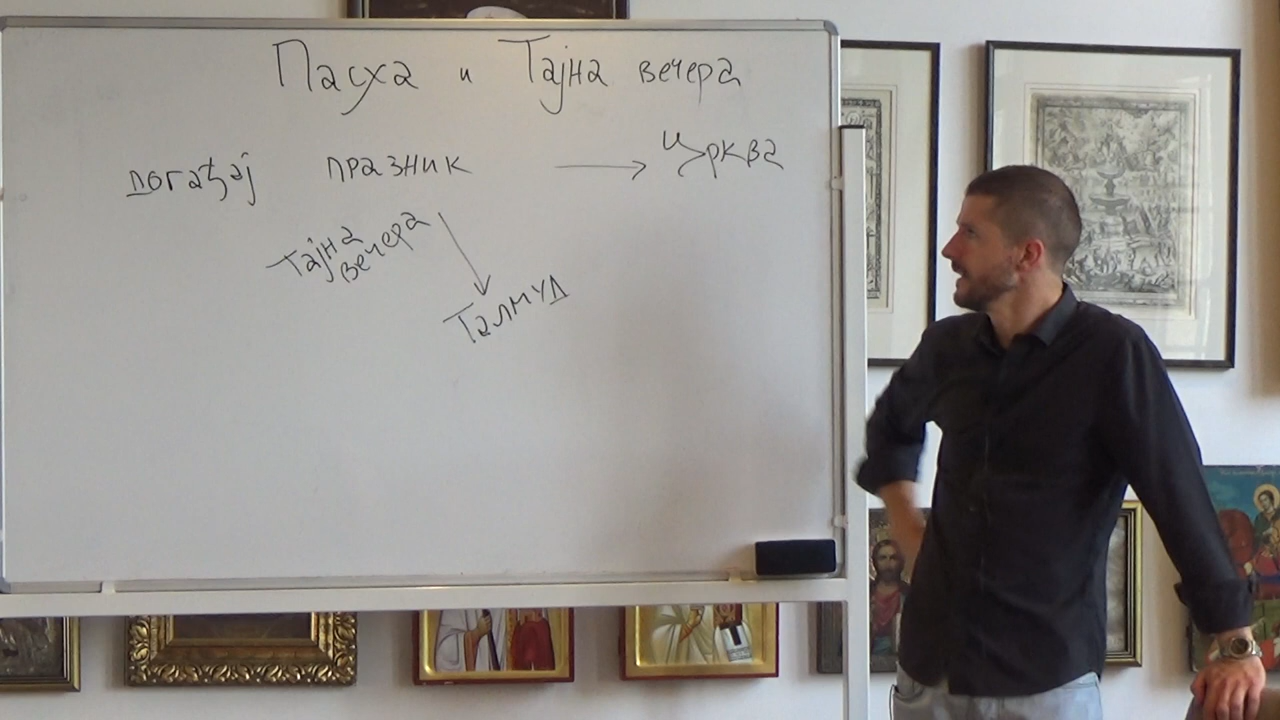 Пасха и Тајна вечера
догађај празник → Црква
Тајна
вечера
Талмуд